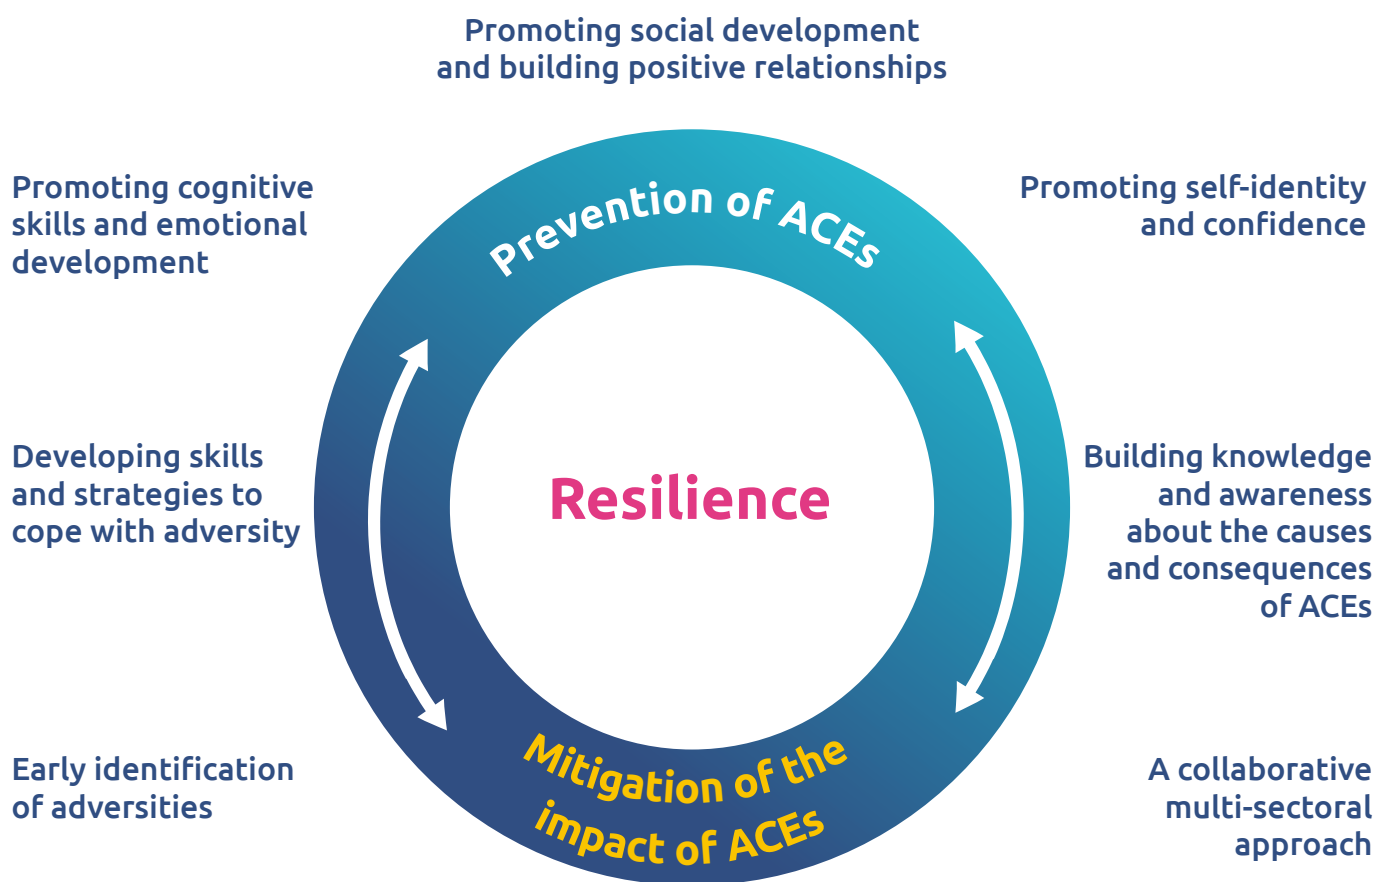 Promoting social development
and building positive relationships
Promoting cognitive
skills and emotional
development
Promoting self-identity
and confidence
Prevention of ACEs
Developing skills
and strategies to
cope with adversity
Resilience
Building knowledge
and awareness
about the causes
and consequences
of ACEs
Mitigation of the
impact of ACEs
Early identification
of adversities
A collaborative
multi-sectoral
approach